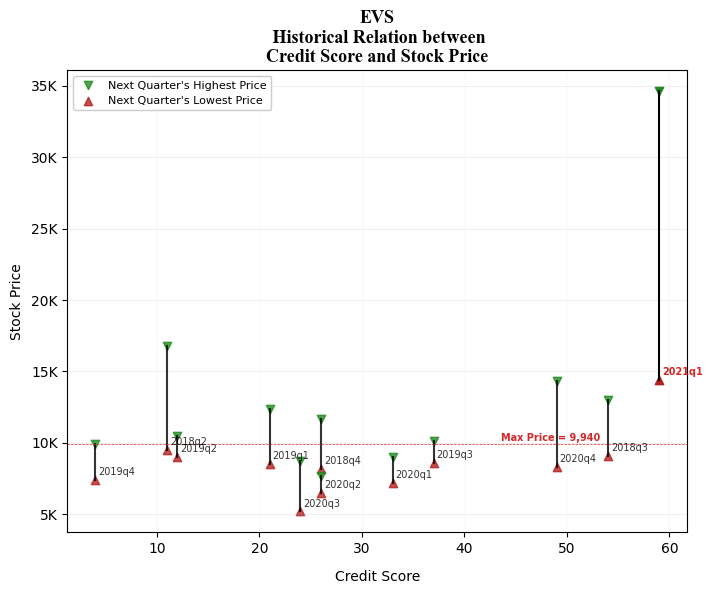 EVS
Historical Relation between
Credit Score and Stock Price
Next Quarter's Highest Price
Next Quarter's Lowest Price
35K
30K
25K
20K
15K
10K
5K
Stock Price
2021q1
Max Price = 9,940
2018q2
2019q2
2018q3
2019q1
2019q3
2018q4
2020q4
2019q4
2020q1
2020q2
2020q3
10
20
30
40
50
60
Credit Score